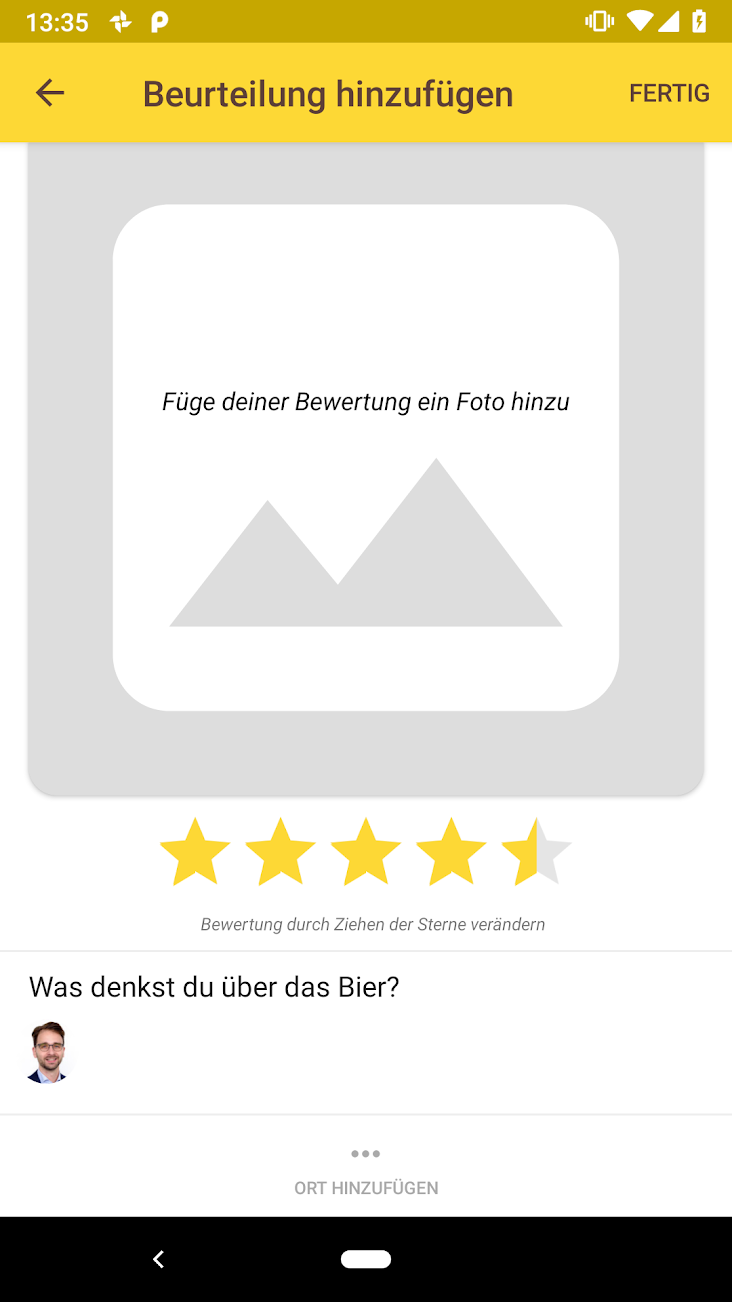 13:35
Beurteilung hinzufügen
FERTIG
Füge deiner Bewertung ein Foto hinzu
Bewertung durch Ziehen der Sterne verändern
Was denkst du über das Bier?
ORT HINZUFÜGEN